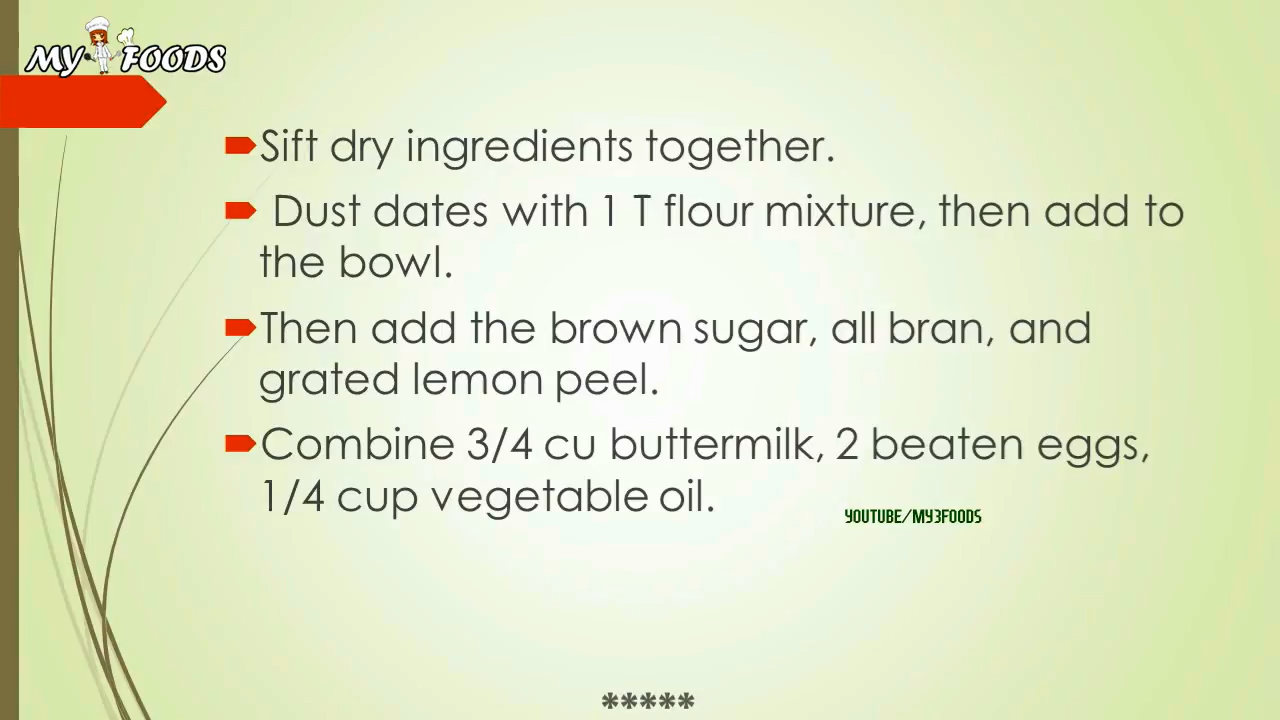 MY FOODS
Sift dry ingredients together.
Dust dates with 1 T flour mixture, then add to
the bowl.
Then add the brown sugar, all bran, and
grated lemon peel.
Combine 3/4 cu buttermilk, 2 beaten eggs,
1/4 cup vegetable oil.
YOUTUBE/MY3FOODS
*****